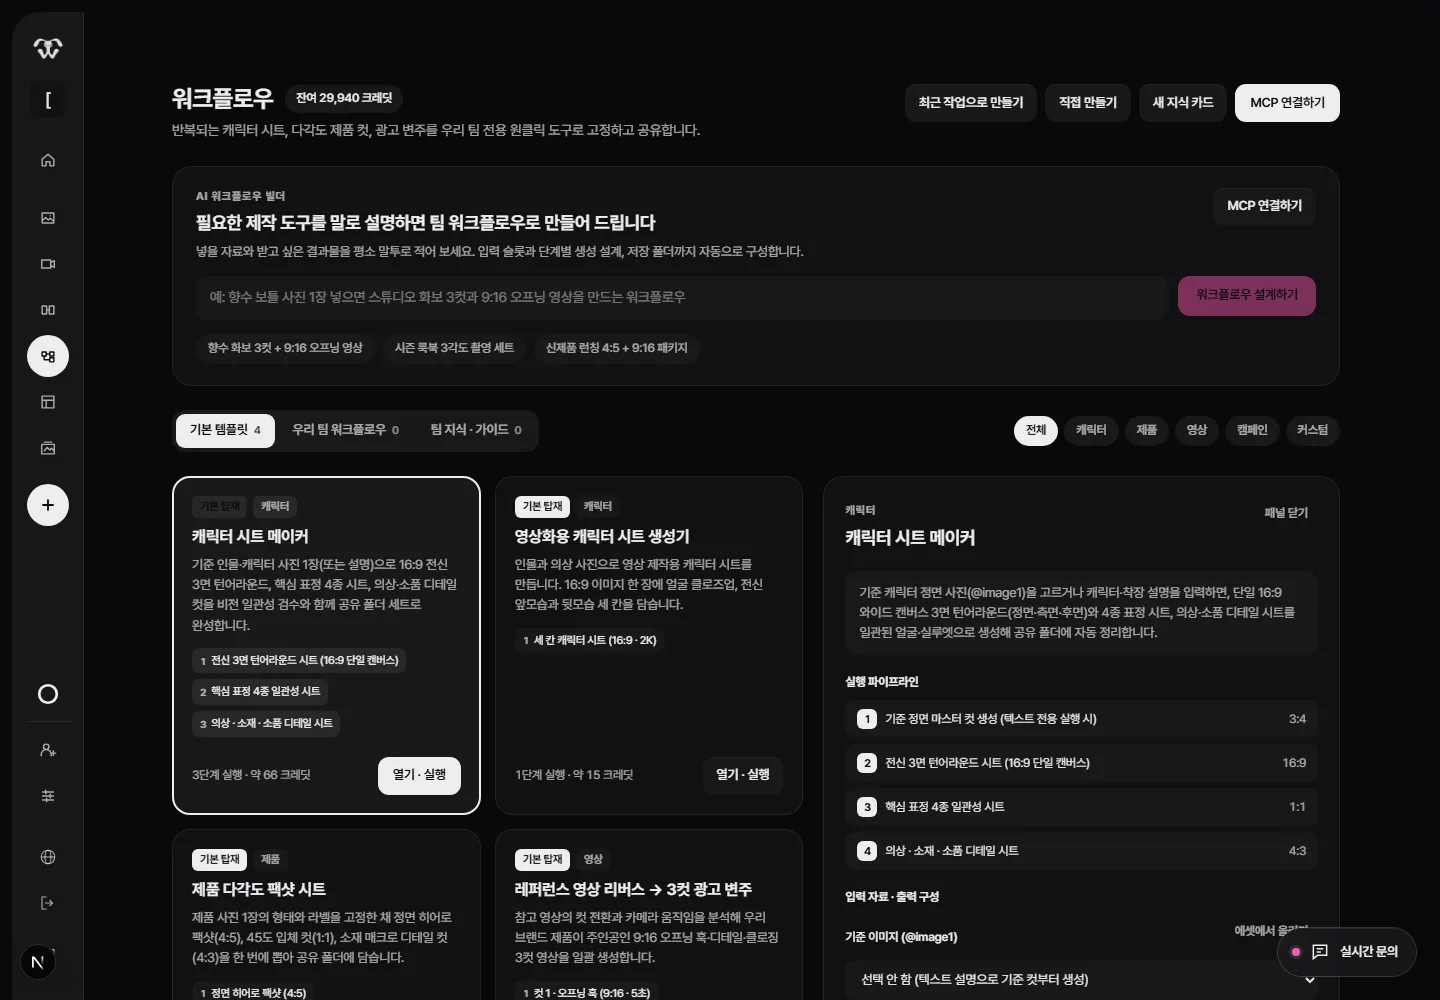 [
워크플로우
잔여 29,940 크레딧
반복되는 캐릭터 시트, 다각도 제품 컷, 광고 변주를 우리 팀 전용 원클릭 도구로 고정하고 공유합니다.
최근 작업으로 만들기
직접 만들기
새 지식 카드
MCP 연결하기
AI 워크플로우 빌더
필요한 제작 도구를 말로 설명하면 팀 워크플로우로 만들어 드립니다
넣을 자료와 받고 싶은 결과물을 평소 말투로 적어 보세요. 입력 슬롯과 단계별 생성 설계, 저장 폴더까지 자동으로 구성합니다.
MCP 연결하기
예: 향수 보틀 사진 1장 넣으면 스튜디오 화보 3컷과 9:16 오프닝 영상을 만드는 워크플로우
워크플로우 설계하기
향수 화보 3컷 + 9:16 오프닝 영상
시즌 룩북 3각도 촬영 세트
신제품 런칭 4:5 + 9:16 패키지
기본 템플릿 4
우리 팀 워크플로우 0
팀 지식 · 가이드 0
전체
캐릭터
제품
영상
캠페인
커스텀
기본 탑재
캐릭터
캐릭터 시트 메이커
기준 인물·캐릭터 사진 1장(또는 설명)으로 16:9 전신
3면 턴어라운드, 핵심 표정 4종 시트, 의상·소품 디테일
컷을 비전 일관성 검수와 함께 공유 폴더 세트로
완성합니다.
1 전신 3면 턴어라운드 시트 (16:9 단일 캔버스)
2 핵심 표정 4종 일관성 시트
3 의상 · 소재 · 소품 디테일 시트
3단계 실행 · 약 66 크레딧
열기 · 실행
기본 탑재
캐릭터
영상화용 캐릭터 시트 생성기
인물과 의상 사진으로 영상 제작용 캐릭터 시트를
만듭니다. 16:9 이미지 한 장에 얼굴 클로즈업, 전신
앞모습과 뒷모습 세 칸을 담습니다.
1 세 칸 캐릭터 시트 (16:9 · 2K)
1단계 실행 · 약 15 크레딧
열기 · 실행
기본 탑재
제품
제품 다각도 팩샷 시트
제품 사진 1장의 형태와 라벨을 고정한 채 정면 히어로
팩샷(4:5), 45도 입체 컷(1:1), 소재 매크로 디테일 컷
(4:3)을 한 번에 뽑아 공유 폴더에 담습니다.
1 정면 히어로 팩샷 (4:5)
기본 탑재
영상
레퍼런스 영상 리버스 → 3컷 광고 변주
참고 영상의 컷 전환과 카메라 움직임을 분석해 우리
브랜드 제품이 주인공인 9:16 오프닝 훅·디테일·클로징
3컷 영상을 일괄 생성합니다.
1 컷 1 · 오프닝 훅 (9:16 · 5초)
캐릭터
캐릭터 시트 메이커
패널 닫기
기준 캐릭터 정면 사진(@image1)을 고르거나 캐릭터·착장 설명을 입력하면, 단일 16:9
와이드 캔버스 3면 턴어라운드(정면·측면·후면)와 4종 표정 시트, 의상·소품 디테일 시트를
일관된 얼굴·실루엣으로 생성해 공유 폴더에 자동 정리합니다.
실행 파이프라인
1 기준 정면 마스터 컷 생성 (텍스트 전용 실행 시) 3:4
2 전신 3면 턴어라운드 시트 (16:9 단일 캔버스) 16:9
3 핵심 표정 4종 일관성 시트 1:1
4 의상 · 소재 · 소품 디테일 시트 4:3
입력 자료 · 출력 구성
기준 이미지 (@image1)
에셋에서
선택 안 함 (텍스트 설명으로 기준 컷부터 생성)
실시간 문의
N